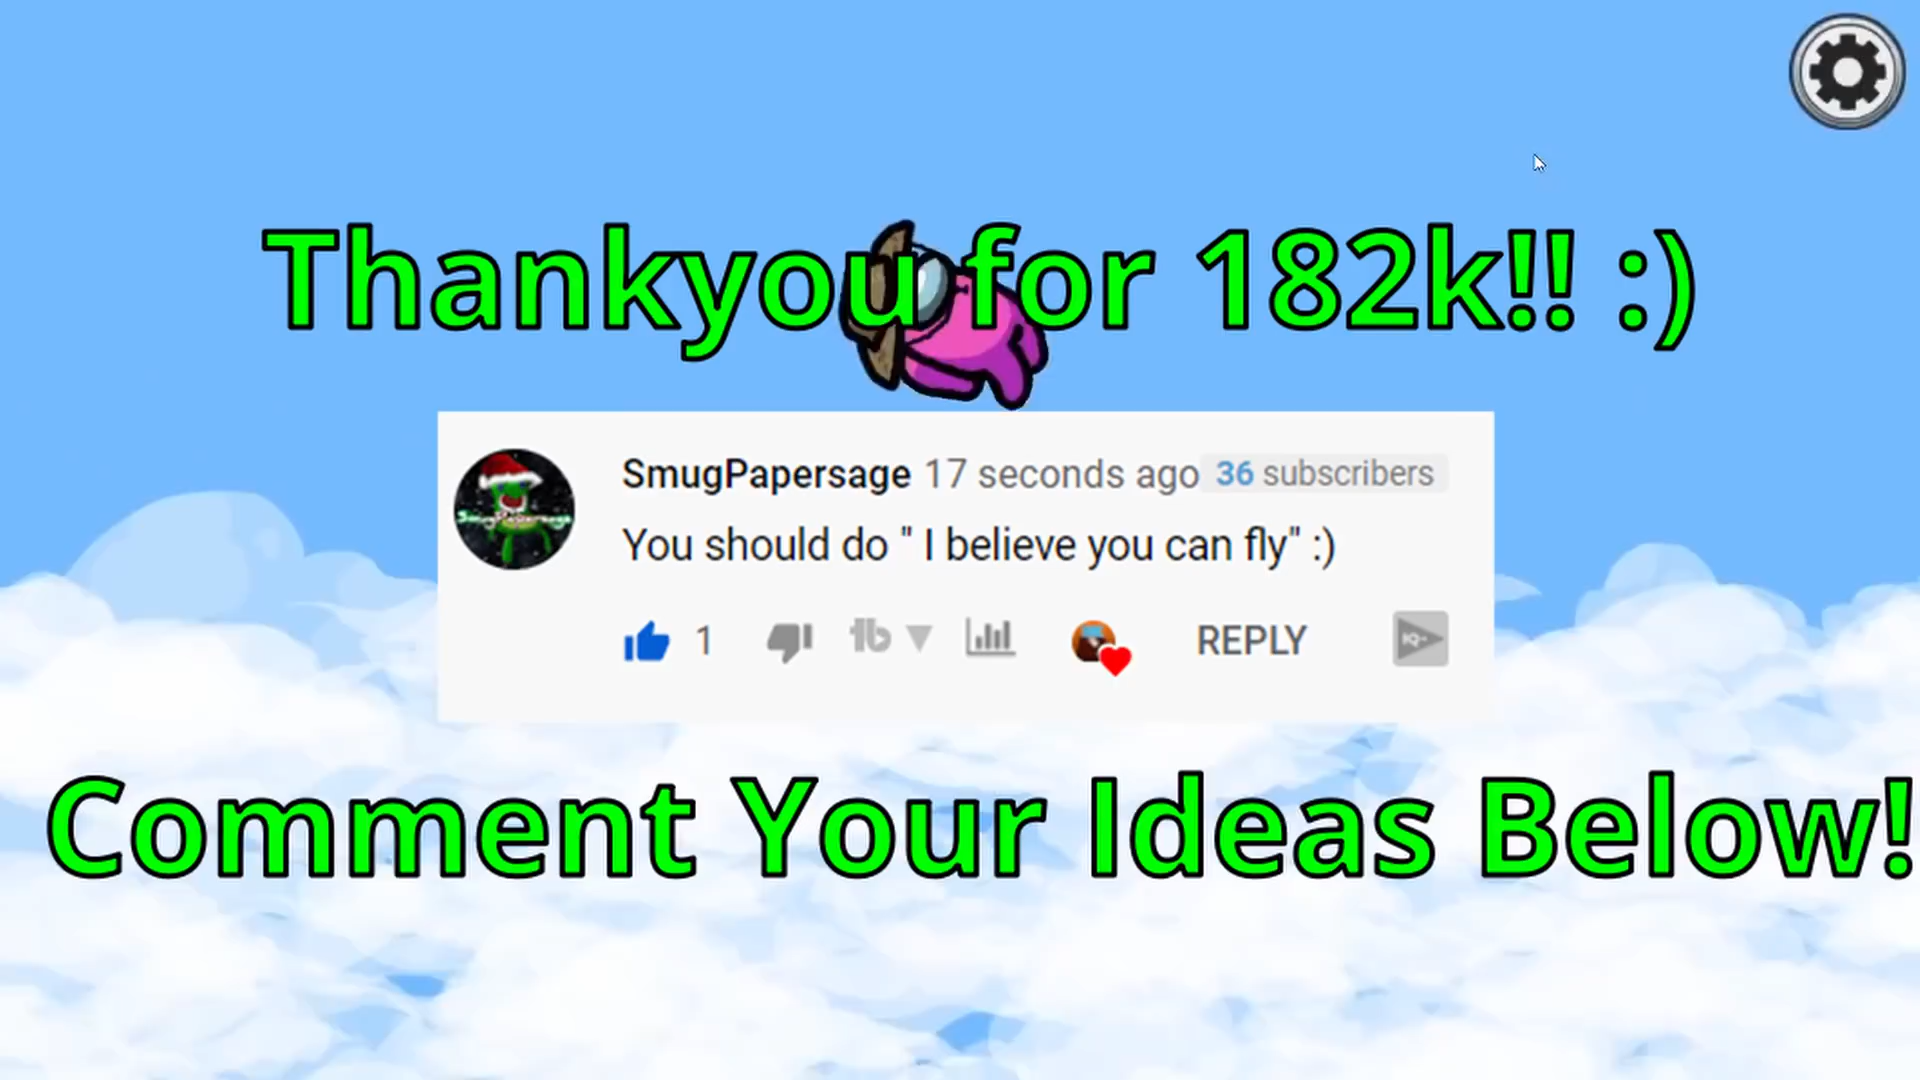 Thankyou for 182k!! :)
SmugPapersage 17 seconds ago 36 subscribers
You should do " I believe you can fly" :)
1 REPLY
Comment Your Ideas Below!